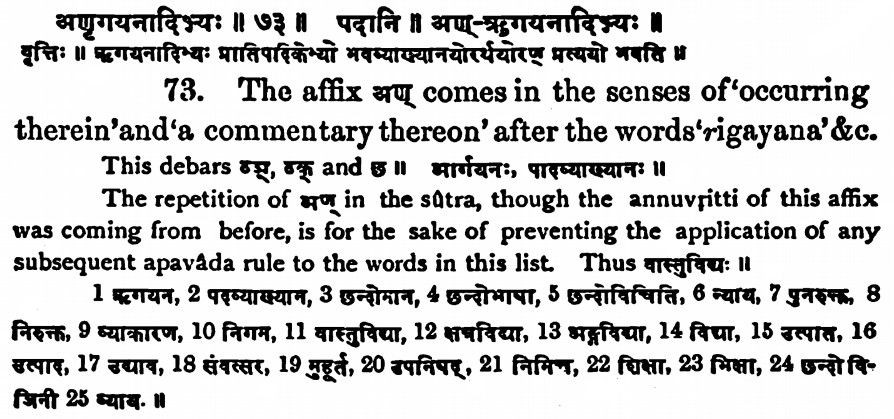 अणृगयनादिभ्यः ॥ ७३ ॥ पदानि ॥ अण्-ऋगयनादिभ्यः ॥
वृत्तिः ॥ ऋगयनादिभ्यः प्रातिपदिकेभ्यो भवव्याख्यानयोरर्थयोरण् प्रत्ययो भवति ॥
73. The affix अण् comes in the senses of 'occurring
therein' and 'a commentary thereon' after the words 'rigayana' &c.
This debars ठञ्, ठक् and छ ॥ आर्गयनः, पादव्याख्यानः ॥
The repetition of अण् in the sûtra, though the annuvṛitti of this affix
was coming from before, is for the sake of preventing the application of any
subsequent apavâda rule to the words in this list. Thus वास्तुविद्यः ॥
1 ऋगयन, 2 पदव्याख्यान, 3 छन्दोमान, 4 छन्दोभाषा, 5 छन्दोविचिति, 6 न्याय, 7 पुनरुक्त, 8
निरुक्त, 9 व्याकरण, 10 निगम, 11 वास्तुविद्या, 12 क्षत्रविद्या, 13 अङ्गविद्या, 14 विद्या, 15 उत्पात, 16
उत्पाद, 17 उद्याव, 18 संवत्सर, 19 मुहूर्त, 20 उपनिषद्, 21 निमित्त, 22 शिक्षा, 23 भिक्षा, 24 छन्दोवि-
जिनी 25 व्याय. ॥